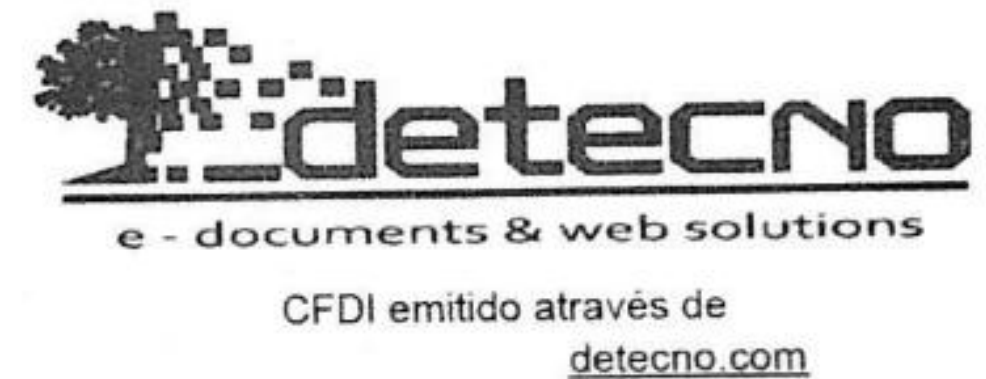 detecno
e - documents & web solutions
CFDI emitido através de
detecno.com